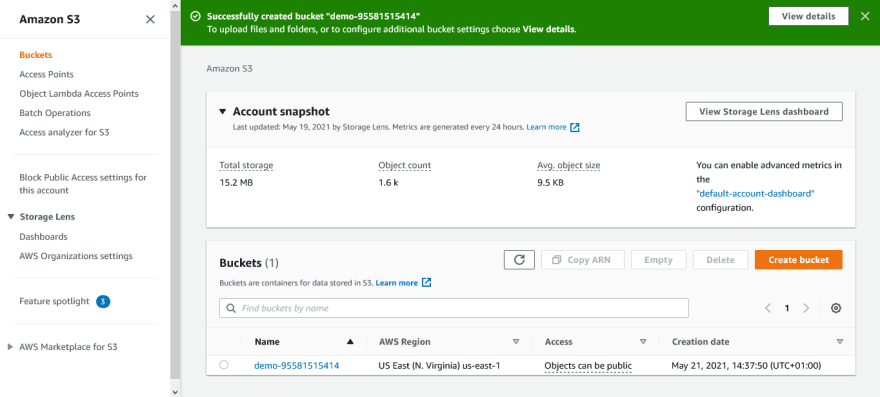 Amazon S3
Buckets
Access Points
Object Lambda Access Points
Batch Operations
Access analyzer for S3
Block Public Access settings for
this account
Storage Lens
Dashboards
AWS Organizations settings
Feature spotlight 3
AWS Marketplace for S3
Successfully created bucket "demo-95581515414"
To upload files and folders, or to configure additional bucket settings choose View details.
View details
Amazon S3
Account snapshot
Last updated: May 19, 2021 by Storage Lens. Metrics are generated every 24 hours. Learn more
View Storage Lens dashboard
Total storage
15.2 MB
Object count
1.6 k
Avg. object size
9.5 KB
You can enable advanced metrics in
the
"default-account-dashboard"
configuration.
Buckets (1)
Buckets are containers for data stored in S3. Learn more
Copy ARN
Empty
Delete
Create bucket
Find buckets by name
1
Name AWS Region Access Creation date
demo-95581515414 US East (N. Virginia) us-east-1 Objects can be public May 21, 2021, 14:37:50 (UTC+01:00)